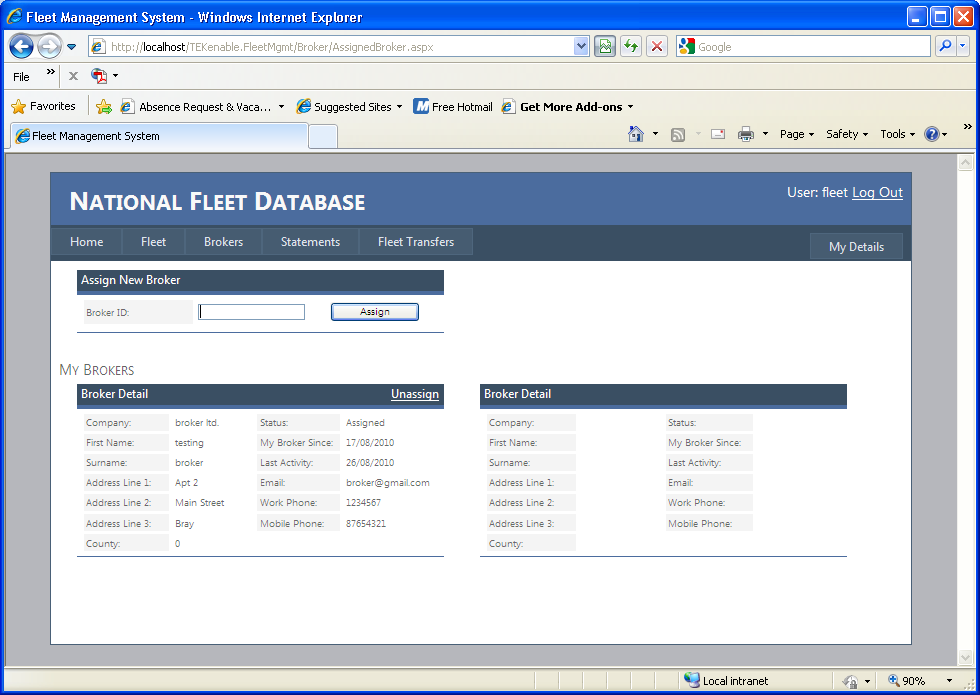 Fleet Management System - Windows Internet Explorer
http://localhost/TEKenable.FleetMgmt/Broker/AssignedBroker.aspx
Google
File » x
Favorites Absence Request & Vaca... Suggested Sites Free Hotmail Get More Add-ons
Fleet Management System
Page Safety Tools »
NATIONAL FLEET DATABASE
User: fleet Log Out
Home Fleet Brokers Statements Fleet Transfers
My Details
Assign New Broker
Broker ID: Assign
MY BROKERS
Broker Detail Unassign
Company: broker ltd. Status: Assigned
First Name: testing My Broker Since: 17/08/2010
Surname: broker Last Activity: 26/08/2010
Address Line 1: Apt 2 Email: broker@gmail.com
Address Line 2: Main Street Work Phone: 1234567
Address Line 3: Bray Mobile Phone: 87654321
County: 0
Broker Detail
Company: Status:
First Name: My Broker Since:
Surname: Last Activity:
Address Line 1: Email:
Address Line 2: Work Phone:
Address Line 3: Mobile Phone:
County:
Local intranet 90%